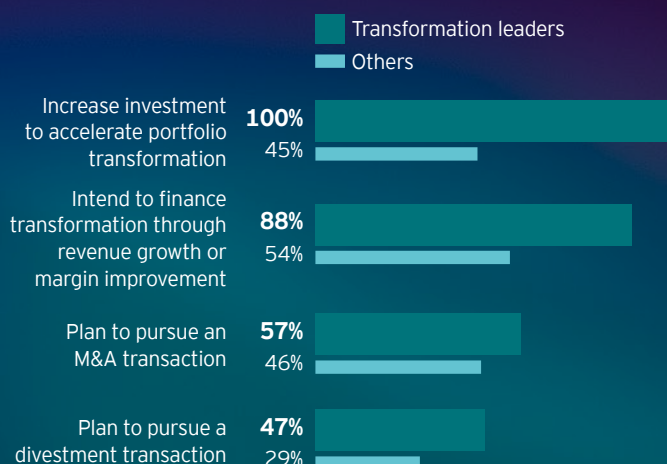 Transformation leaders
Others
Increase investment
to accelerate portfolio
transformation
100%
45%
Intend to finance
transformation through
revenue growth or
margin improvement
88%
54%
Plan to pursue an
M&A transaction
57%
46%
Plan to pursue a
divestment transaction
47%
29%